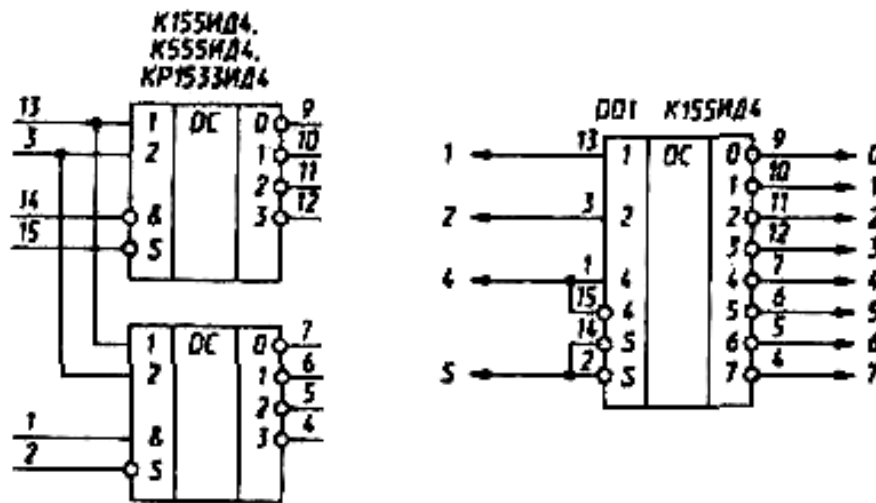 К155ИД4.
К555ИД4.
КР1533ИД4
13 1 DC 0 9
3 2 1 10
2 11
14 & 3 12
15 S
1 DC 0 7
2 1 6
2 5
1 & 3 4
2 S
DD1 К155ИД4
1 13 1 DC 0 9 0
1 10 1
2 3 2 2 11 2
3 12 3
4 1 4 4 7 4
15 4 5 6 5
14 S 6 5 6
S 2 S 7 4 7